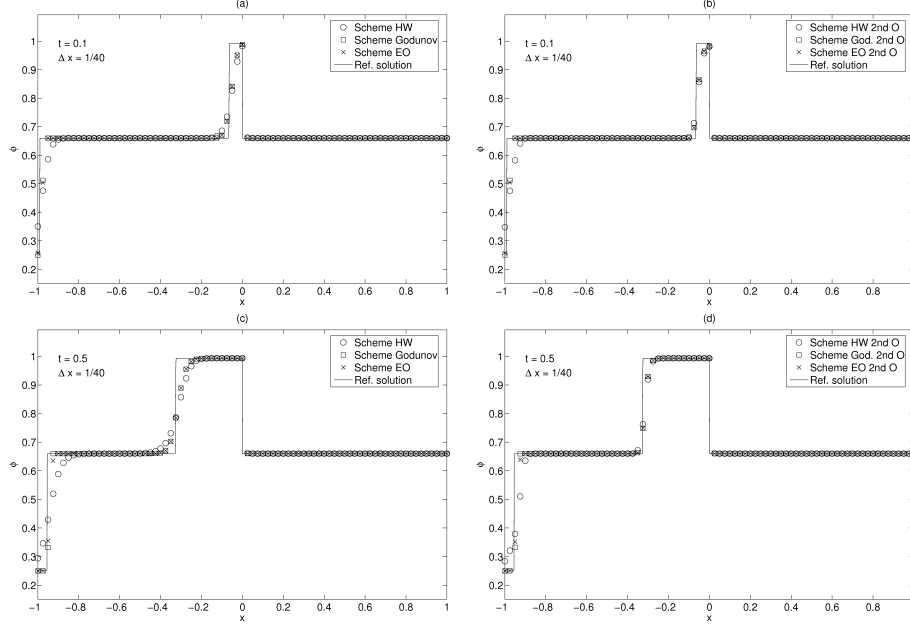 (a)
t = 0.1
Δ x = 1/40
Scheme HW
Scheme Godunov
Scheme EO
Ref. solution
1
0.9
0.8
0.7
0.6
0.5
0.4
0.3
0.2
ϕ
−1 −0.8 −0.6 −0.4 −0.2 0 0.2 0.4 0.6 0.8 1
x
(b)
t = 0.1
Δ x = 1/40
Scheme HW 2nd O
Scheme God. 2nd O
Scheme EO 2nd O
Ref. solution
1
0.9
0.8
0.7
0.6
0.5
0.4
0.3
0.2
ϕ
−1 −0.8 −0.6 −0.4 −0.2 0 0.2 0.4 0.6 0.8
x
(c)
t = 0.5
Δ x = 1/40
Scheme HW
Scheme Godunov
Scheme EO
Ref. solution
1
0.9
0.8
0.7
0.6
0.5
0.4
0.3
0.2
ϕ
−1 −0.8 −0.6 −0.4 −0.2 0 0.2 0.4 0.6 0.8 1
x
(d)
t = 0.5
Δ x = 1/40
Scheme HW 2nd O
Scheme God. 2nd O
Scheme EO 2nd O
Ref. solution
1
0.9
0.8
0.7
0.6
0.5
0.4
0.3
0.2
ϕ
−1 −0.8 −0.6 −0.4 −0.2 0 0.2 0.4 0.6 0.8
x